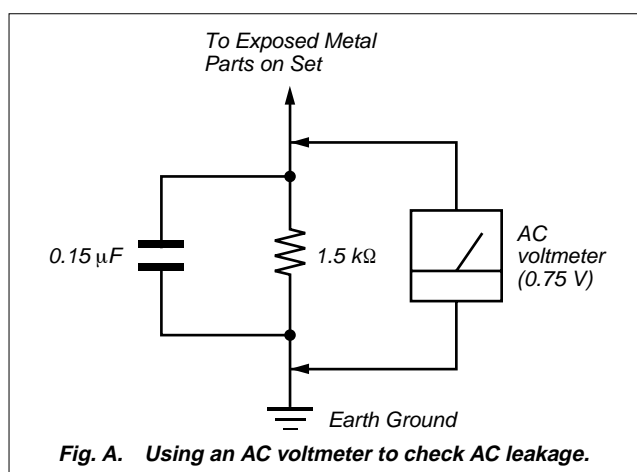 To Exposed Metal
Parts on Set
0.15 μF
1.5 kΩ
AC
voltmeter
(0.75 V)
Earth Ground
Fig. A. Using an AC voltmeter to check AC leakage.